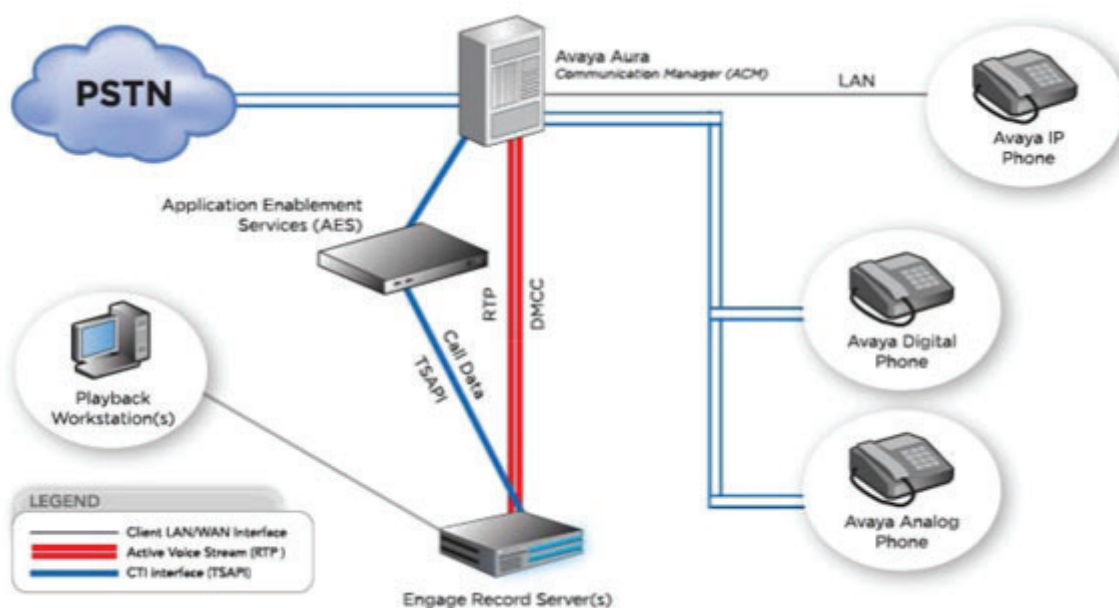 PSTN
Avaya Aura
Communication Manager (ACM)
LAN
Avaya IP
Phone
Application Enablement
Services (AES)
RTP
DMCC
Call Data
TSAPI
Avaya Digital
Phone
Playback
Workstation(s)
Avaya Analog
Phone
LEGEND
Client LAN/WAN Interface
Active Voice Stream (RTP )
CTI Interface (TSAPI)
Engage Record Server(s)